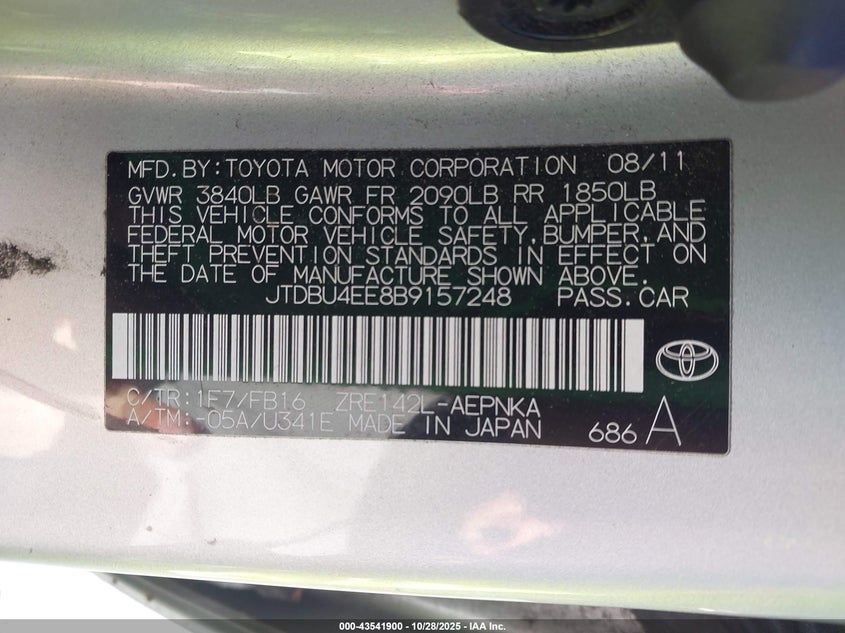 MFD.BY:TOYOTA MOTOR CORPORATION 08/11
GVWR 3840LB GAWR FR 2090LB RR 1850LB
THIS VEHICLE CONFORMS TO ALL APPLICABLE
FEDERAL MOTOR VEHICLE SAFETY,BUMPER,AND
THEFT PREVENTION STANDARDS IN EFFECT ON
THE DATE OF MANUFACTURE SHOWN ABOVE.
JTDBU4EE8B9157248 PASS.CAR
C/TR:1F7/FB16 ZRE142L-AEPNKA
A/TM:-05A/U341E MADE IN JAPAN 686 A
000-43541900 - 10/28/2025 - IAA Inc.